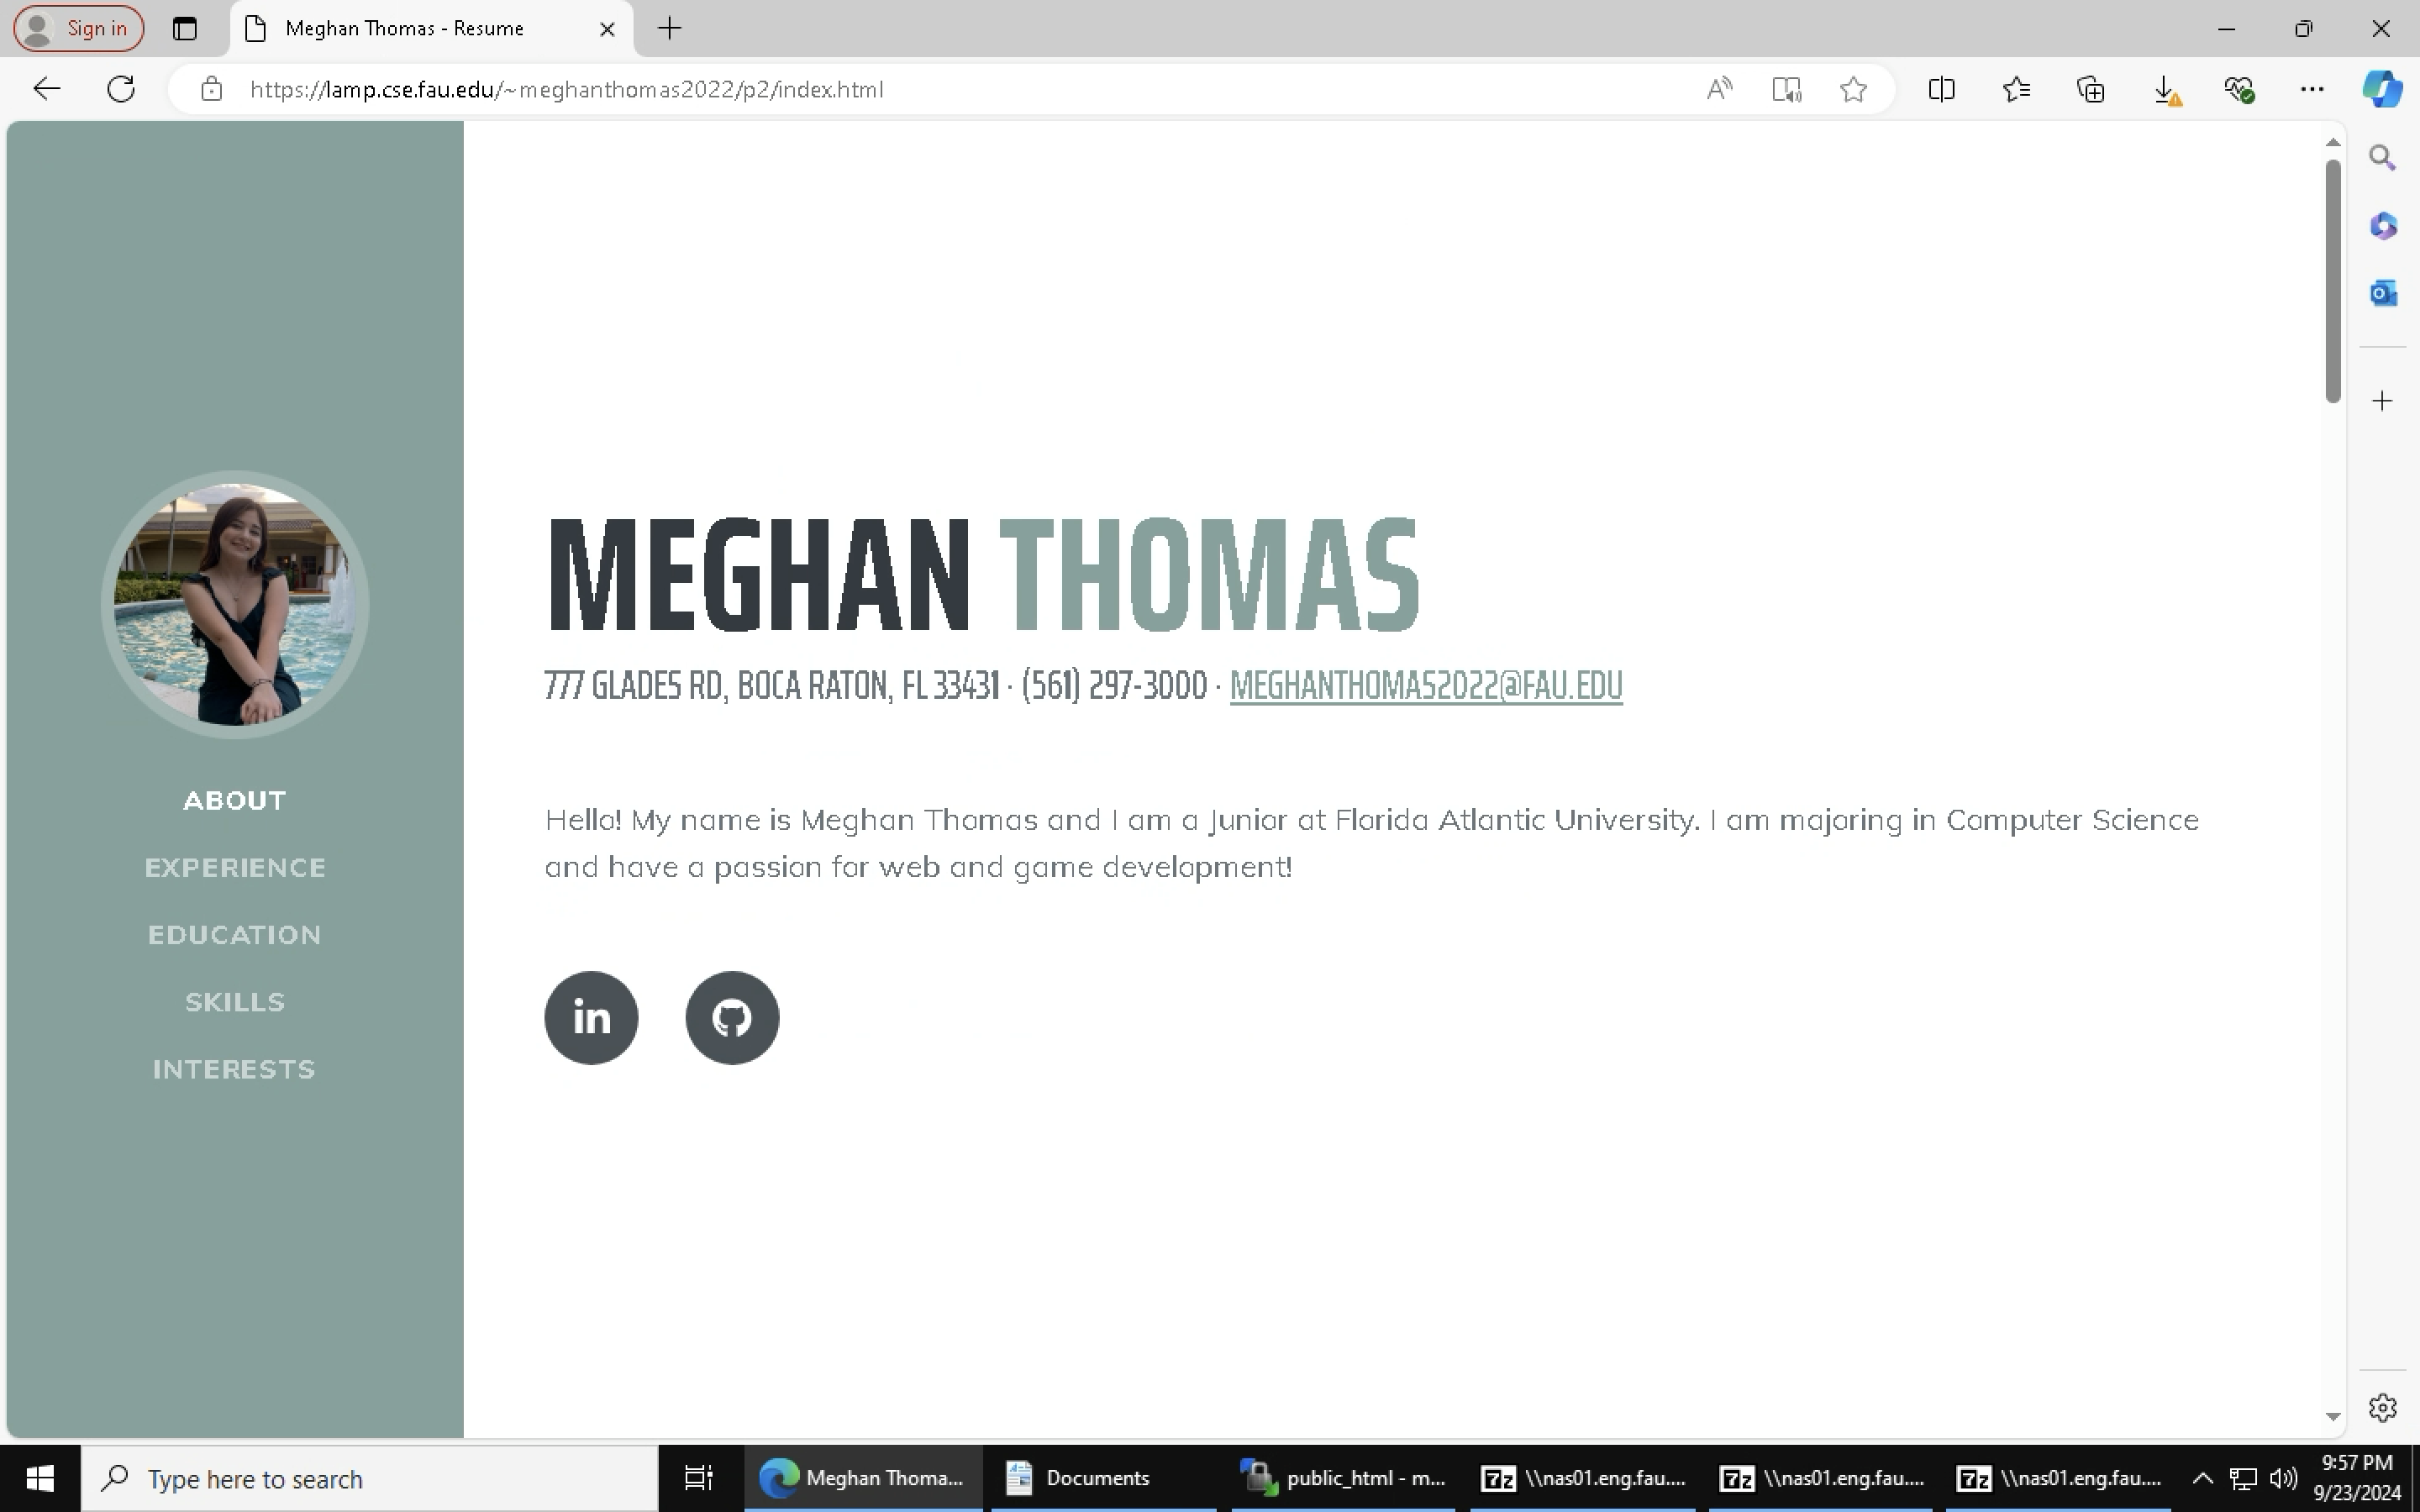 Sign in
Meghan Thomas - Resume
https://lamp.cse.fau.edu/~meghanthomas2022/p2/index.html
MEGHAN THOMAS
777 GLADES RD, BOCA RATON, FL 33431 · (561) 297-3000 · MEGHANTHOMAS2022@FAU.EDU
Hello! My name is Meghan Thomas and I am a Junior at Florida Atlantic University. I am majoring in Computer Science
and have a passion for web and game development!
in
ABOUT
EXPERIENCE
EDUCATION
SKILLS
INTERESTS
Type here to search
Meghan Thoma...
Documents
public_html - m...
7z \\nas01.eng.fau....
7z \\nas01.eng.fau....
7z \\nas01.eng.fau....
9:57 PM
9/23/2024